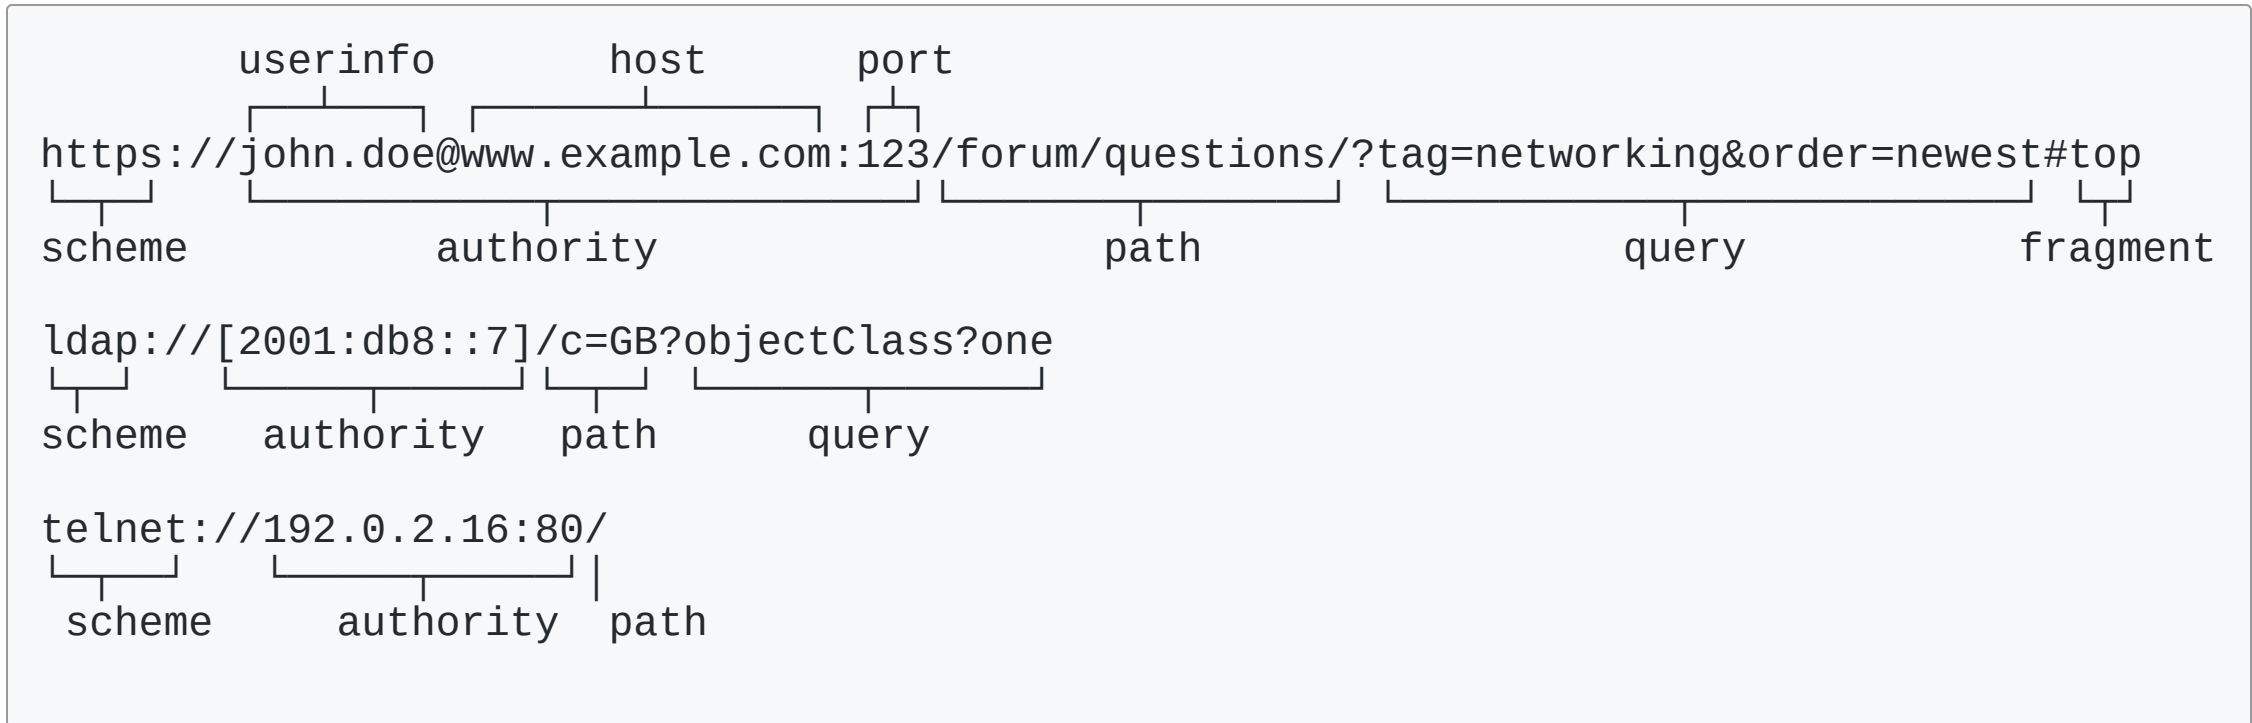 userinfo host port
https://john.doe@www.example.com:123/forum/questions/?tag=networking&order=newest#top
scheme authority path query fragment
ldap://[2001:db8::7]/c=GB?objectClass?one
scheme authority path query
telnet://192.0.2.16:80/
scheme authority path